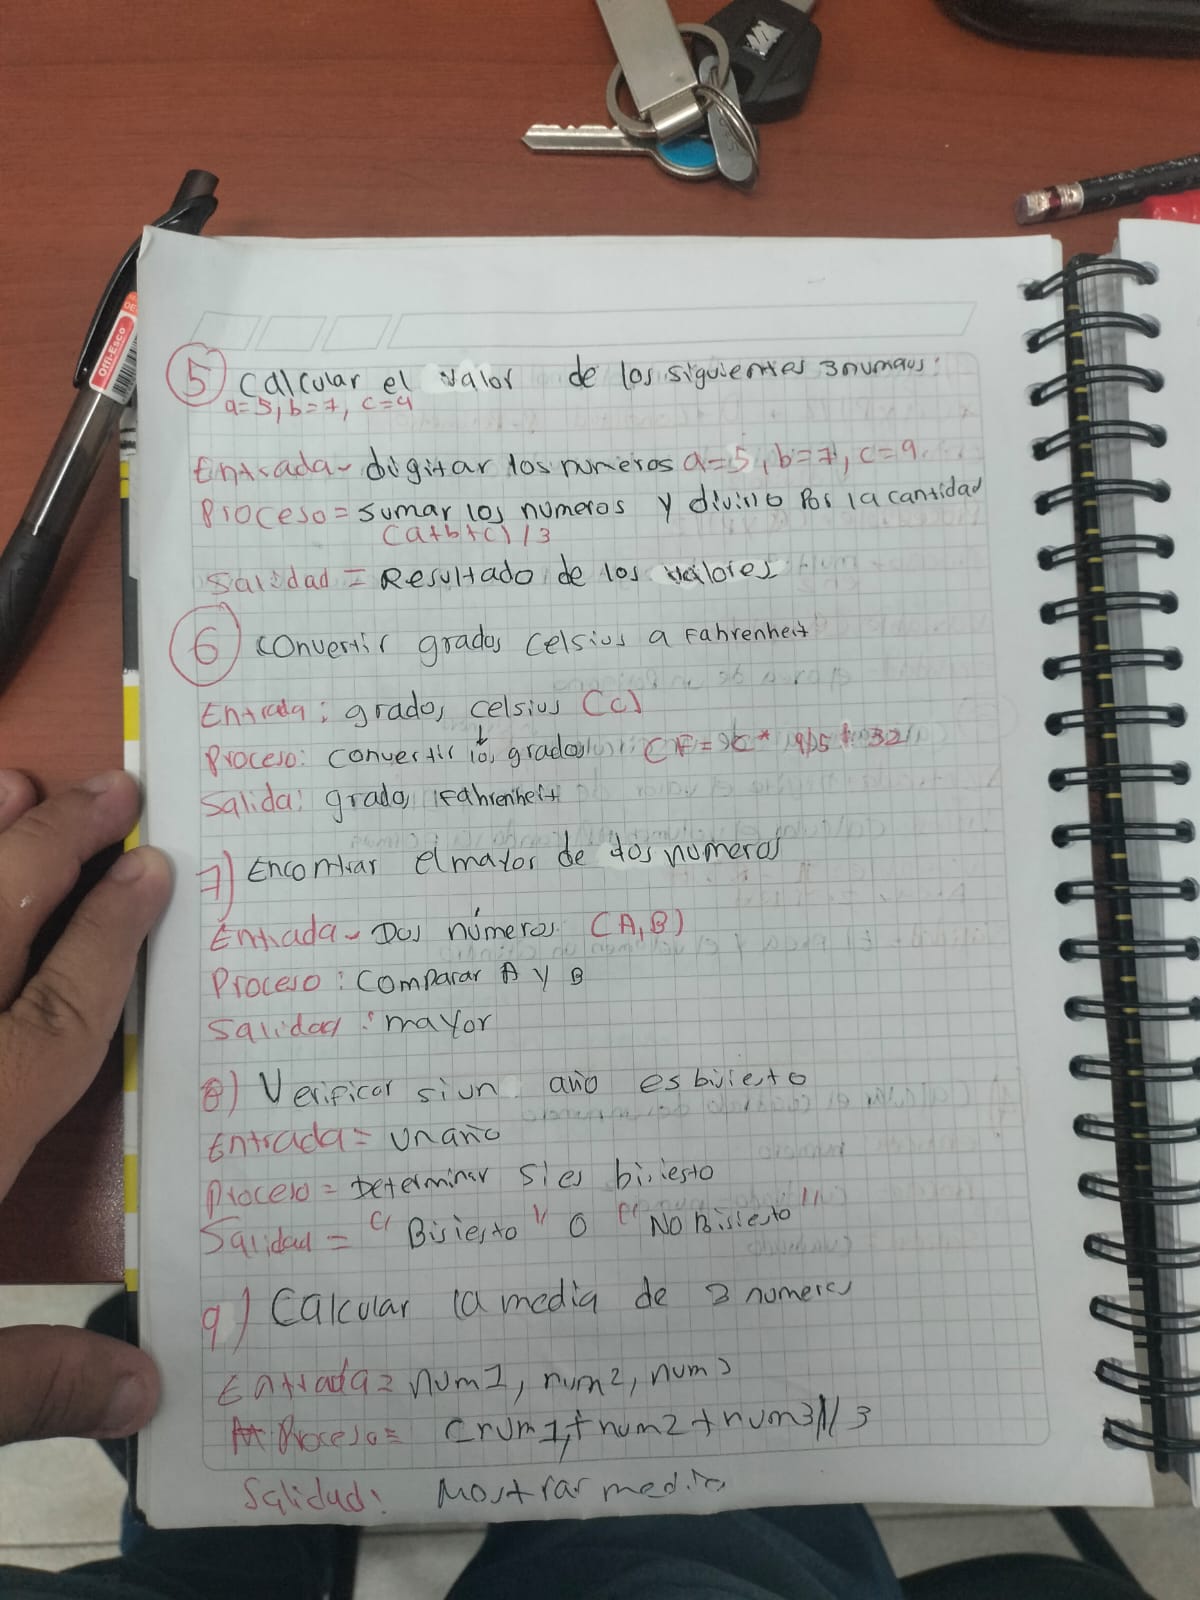 Offi-Esco
5 Calcular el valor de los siguientes 3 numeros:
a=5, b=7, c=9
Entrada - digitar los numeros a=5, b=7, c=9.
Proceso = sumar los numeros y divirlo Por la cantidad
(a+b+c)/3
Salidad = Resultado de los valores
6 Convertir grados Celsius a Fahrenheit
Entrada: grados celsius (c)
Proceso: convertir los grados CF = C * 9/5 + 32
Salida: grados Fahrenheit
7) Encontrar el mayor de dos numeros
Entrada - Dos números (A,B)
Proceso: Comparar A y B
Salidad: mayor
8) Verificar si un año es bisiesto
Entrada = un año
Proceso = Determinar si es bisiesto
Salidad = "Bisiesto" o "No Bisiesto"
9) Calcular la media de 3 numeros
Entrada = num1, num2, num3
Proceso = (num1 + num2 + num3)/3
Salidad: Mostrar media